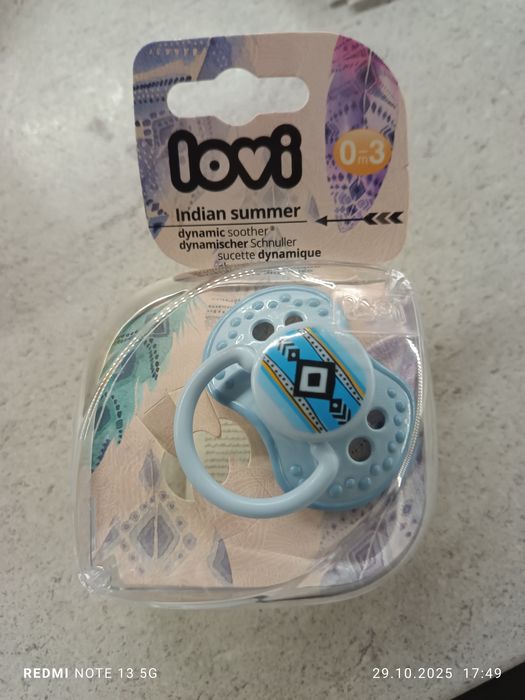 lovi
0-3
m
Indian summer
dynamic soother®
dynamischer Schnuller
sucette dynamique
REDMI NOTE 13 5G
29.10.2025 17:49